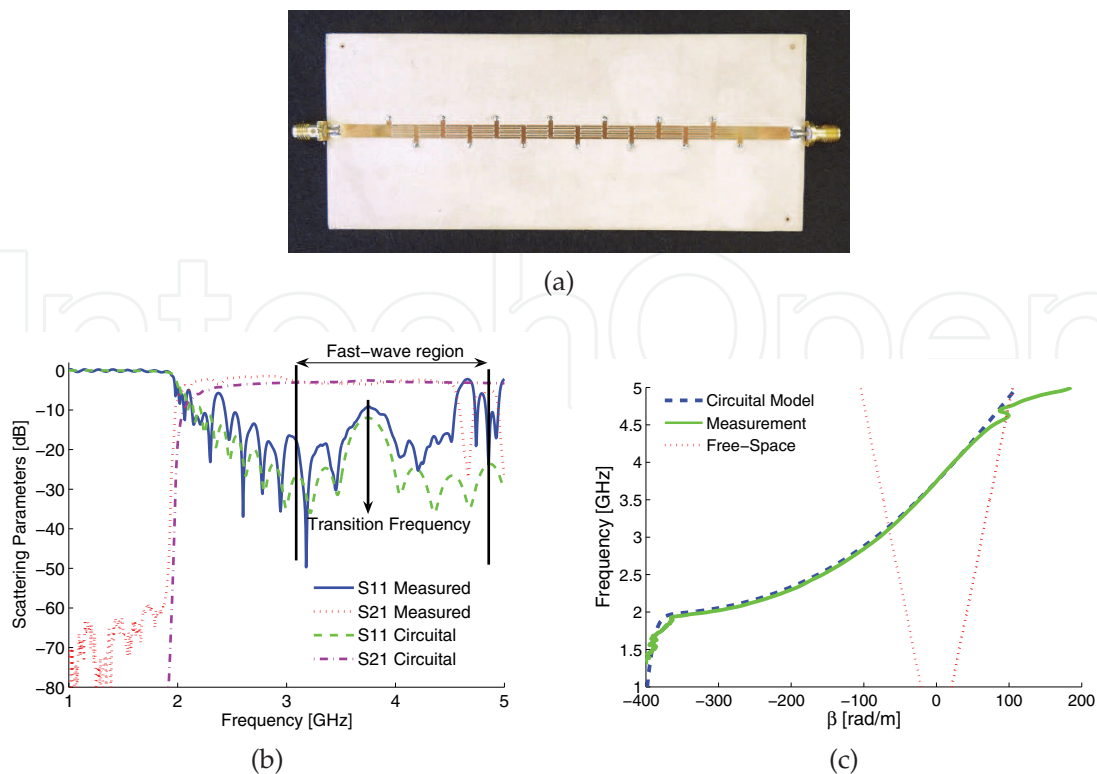 (a)
IntechOpen
Fast−wave region
Transition Frequency
S11 Measured
S21 Measured
S11 Circuital
S21 Circuital
Scattering Parameters [dB]
0
−10
−20
−30
−40
−50
−60
−70
−80
1 2 3 4 5
Frequency [GHz]
(b)
Circuital Model
Measurement
Free−Space
Frequency [GHz]
5
4.5
4
3.5
3
2.5
2
1.5
1
−400 −300 −200 −100 0 100 200
β [rad/m]
(c)